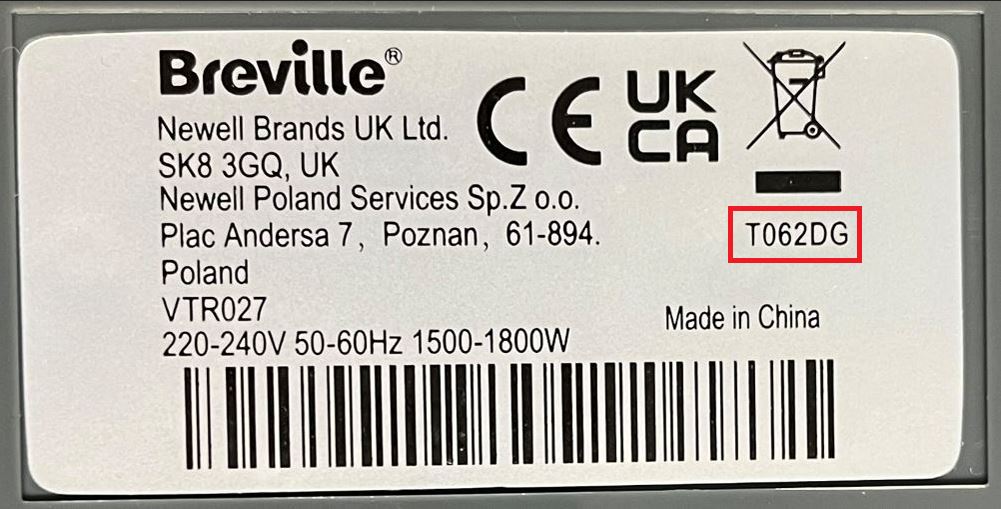 Breville®
Newell Brands UK Ltd.
SK8 3GQ, UK
Newell Poland Services Sp.Z o.o.
Plac Andersa 7, Poznan, 61-894.
Poland
VTR027
220-240V 50-60Hz 1500-1800W
CE
UK
CA
T062DG
Made in China